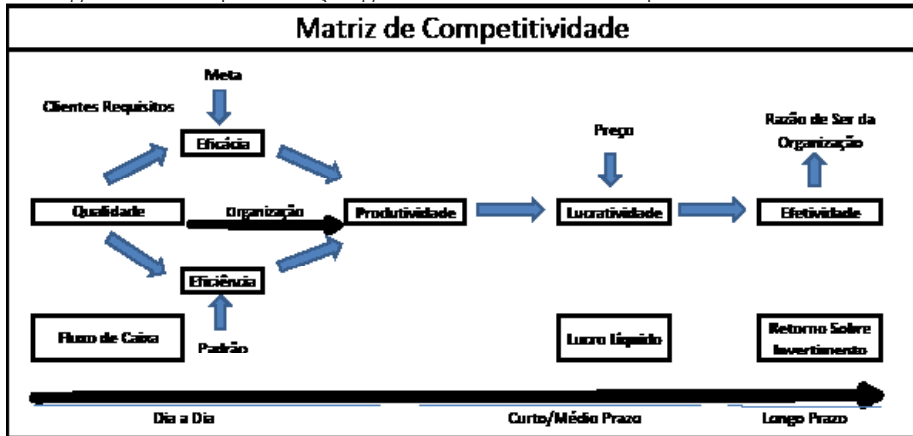 Matriz de Competitividade
Meta
Clientes Requisitos
Eficácia
Preço
Razão de Ser da
Organização
Qualidade
Organização
Produtividade
Lucratividade
Efetividade
Eficiência
Fluxo de Caixa
Padrão
Lucro Líquido
Retorno Sobre
Invertimento
Dia a Dia
Curto/Médio Prazo
Longo Prazo